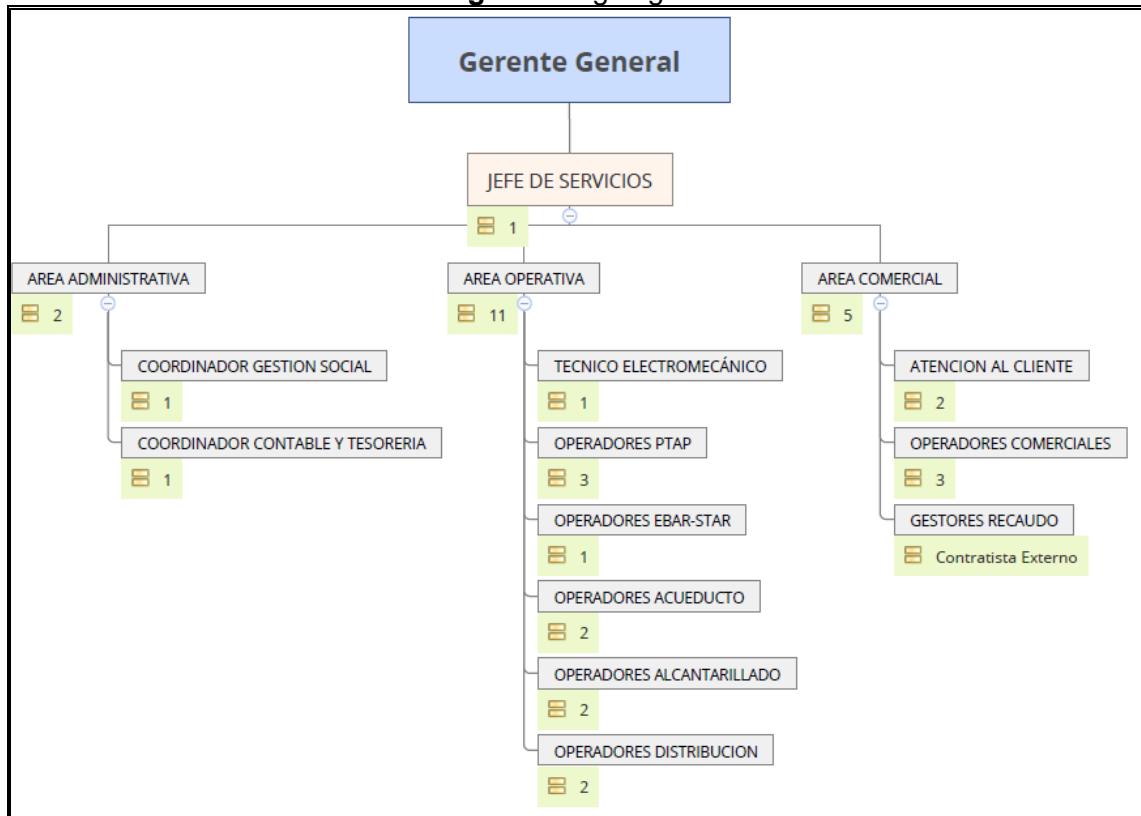 Gerente General
JEFE DE SERVICIOS
1
AREA ADMINISTRATIVA
2
COORDINADOR GESTION SOCIAL
1
COORDINADOR CONTABLE Y TESORERIA
1
AREA OPERATIVA
11
TECNICO ELECTROMECÁNICO
1
OPERADORES PTAP
3
OPERADORES EBAR-STAR
1
OPERADORES ACUEDUCTO
2
OPERADORES ALCANTARILLADO
2
OPERADORES DISTRIBUCION
2
AREA COMERCIAL
5
ATENCION AL CLIENTE
2
OPERADORES COMERCIALES
3
GESTORES RECAUDO
Contratista Externo